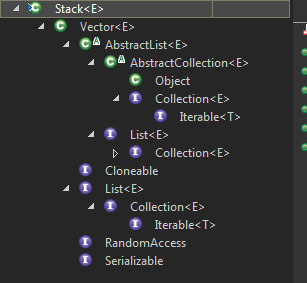 Stack<E>
Vector<E>
AbstractList<E>
AbstractCollection<E>
Object
Collection<E>
Iterable<T>
List<E>
Collection<E>
Cloneable
List<E>
Collection<E>
Iterable<T>
RandomAccess
Serializable